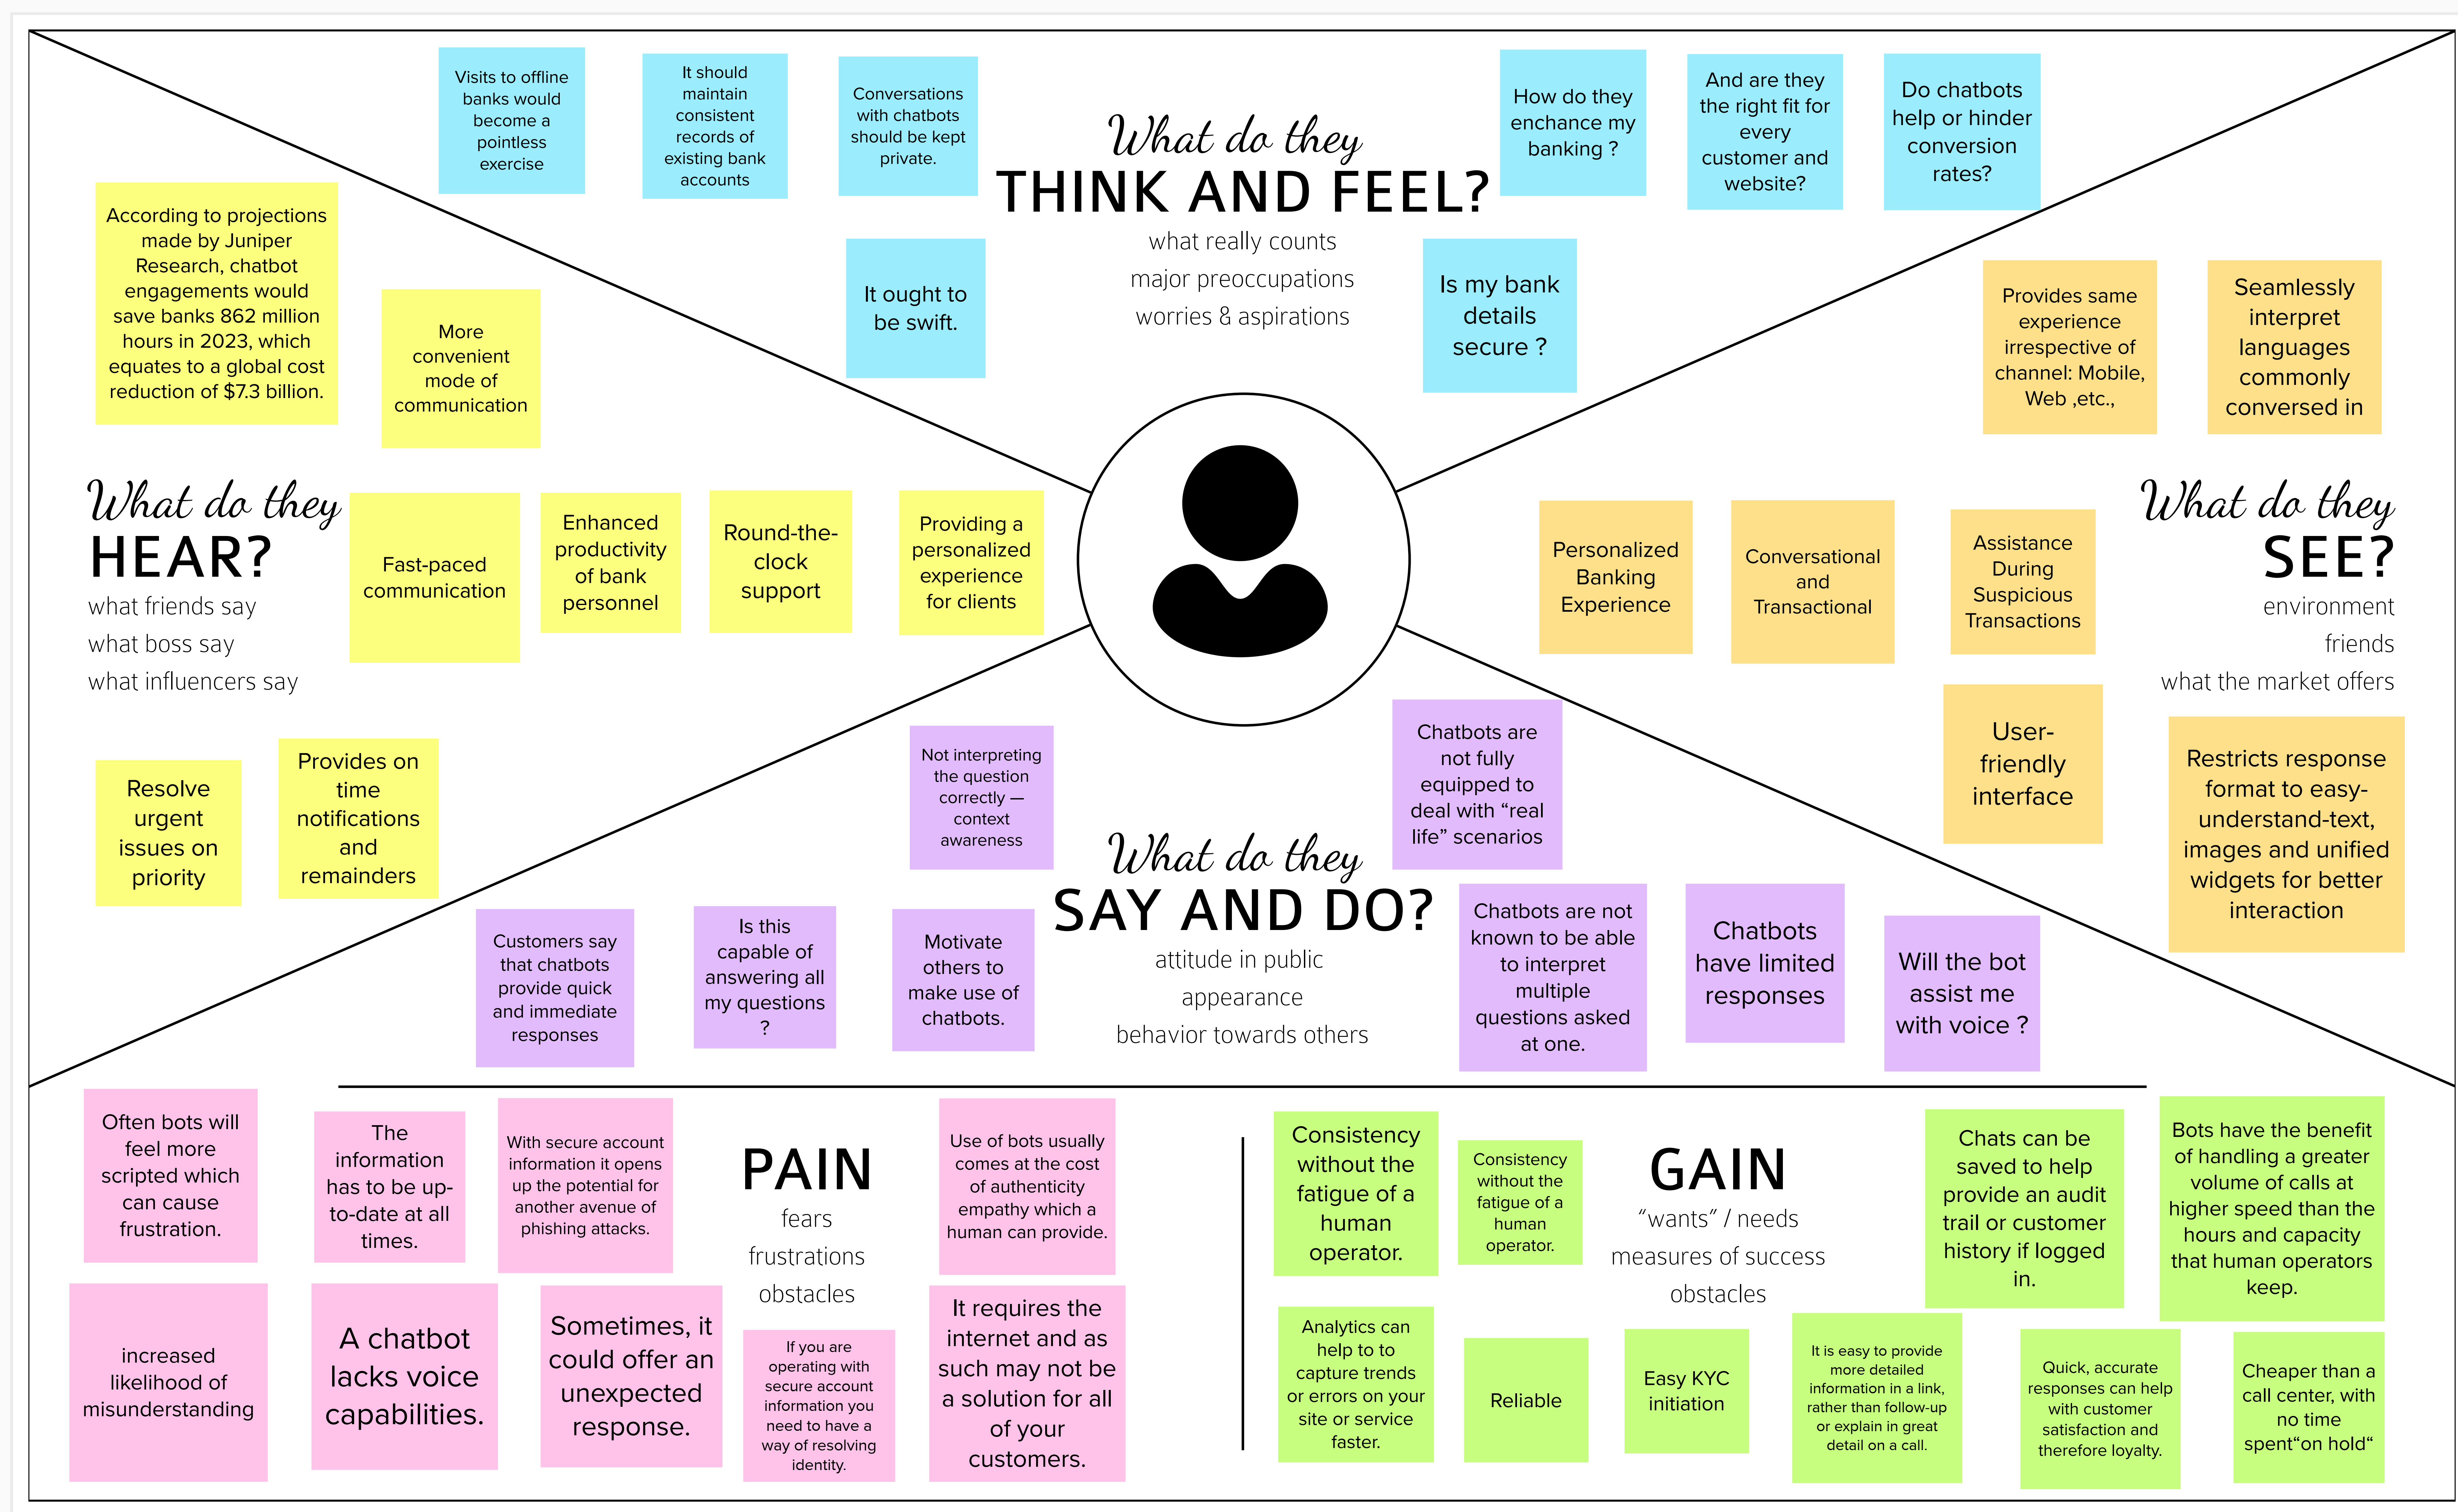 Visits to offline
banks would
become a
pointless
exercise
It should
maintain
consistent
records of
existing bank
accounts
Conversations
with chatbots
should be kept
private.
It ought to
be swift.
What do they
THINK AND FEEL?
what really counts
major preoccupations
worries & aspirations
How do they
enchance my
banking ?
And are they
the right fit for
every
customer and
website?
Do chatbots
help or hinder
conversion
rates?
Is my bank
details
secure ?
According to projections
made by Juniper
Research, chatbot
engagements would
save banks 862 million
hours in 2023, which
equates to a global cost
reduction of $7.3 billion.
More
convenient
mode of
communication
What do they
HEAR?
what friends say
what boss say
what influencers say
Fast-paced
communication
Enhanced
productivity
of bank
personnel
Round-the-
clock
support
Providing a
personalized
experience
for clients
Resolve
urgent
issues on
priority
Provides on
time
notifications
and
remainders
Provides same
experience
irrespective of
channel: Mobile,
Web ,etc.,
Seamlessly
interpret
languages
commonly
conversed in
Personalized
Banking
Experience
Conversational
and
Transactional
Assistance
During
Suspicious
Transactions
What do they
SEE?
environment
friends
what the market offers
User-
friendly
interface
Restricts response
format to easy-
understand-text,
images and unified
widgets for better
interaction
Not interpreting
the question
correctly —
context
awareness
Customers say
that chatbots
provide quick
and immediate
responses
Is this
capable of
answering all
my questions
?
Motivate
others to
make use of
chatbots.
What do they
SAY AND DO?
attitude in public
appearance
behavior towards others
Chatbots are
not fully
equipped to
deal with “real
life” scenarios
Chatbots are not
known to be able
to interpret
multiple
questions asked
at one.
Chatbots
have limited
responses
Will the bot
assist me
with voice ?
Often bots will
feel more
scripted which
can cause
frustration.
The
information
has to be up-
to-date at all
times.
With secure account
information it opens
up the potential for
another avenue of
phishing attacks.
PAIN
fears
frustrations
obstacles
Use of bots usually
comes at the cost
of authenticity
empathy which a
human can provide.
increased
likelihood of
misunderstanding
A chatbot
lacks voice
capabilities.
Sometimes, it
could offer an
unexpected
response.
If you are
operating with
secure account
information you
need to have a
way of resolving
identity.
It requires the
internet and as
such may not be
a solution for all
of your
customers.
Consistency
without the
fatigue of a
human
operator.
Consistency
without the
fatigue of a
human
operator.
GAIN
“wants” / needs
measures of success
obstacles
Chats can be
saved to help
provide an audit
trail or customer
history if logged
in.
Bots have the benefit
of handling a greater
volume of calls at
higher speed than the
hours and capacity
that human operators
keep.
Analytics can
help to to
capture trends
or errors on your
site or service
faster.
Reliable
Easy KYC
initiation
It is easy to provide
more detailed
information in a link,
rather than follow-up
or explain in great
detail on a call.
Quick, accurate
responses can help
with customer
satisfaction and
therefore loyalty.
Cheaper than a
call center, with
no time
spent“on hold“